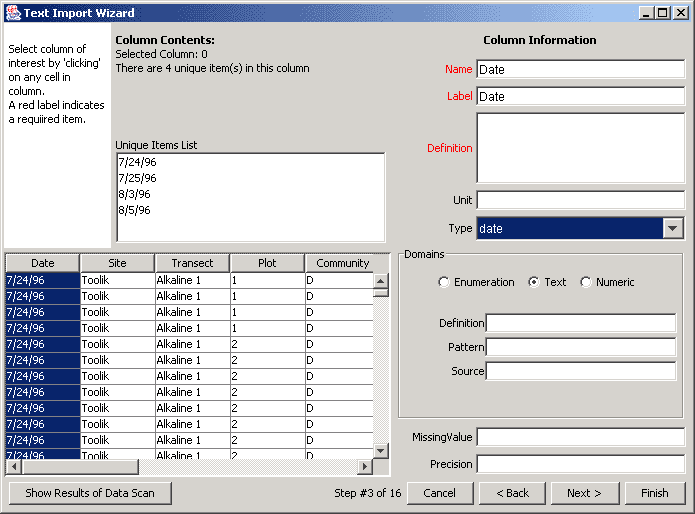 Text Import Wizard
Select column of
interest by 'clicking'
on any cell in
column.
A red label indicates
a requiired item.
Column Contents:
Selected Column: 0
There are 4 unique item(s) in this column
Unique Items List
7/24/96
7/25/96
8/3/96
8/5/96
Column Information
Name Date
Label Date
Definition
Unit
Type date
Date Site Transect Plot Community
7/24/96 Toolik Alkaline 1 1 D
7/24/96 Toolik Alkaline 1 1 D
7/24/96 Toolik Alkaline 1 1 D
7/24/96 Toolik Alkaline 1 1 D
7/24/96 Toolik Alkaline 1 2 D
7/24/96 Toolik Alkaline 1 2 D
7/24/96 Toolik Alkaline 1 2 D
7/24/96 Toolik Alkaline 1 2 D
7/24/96 Toolik Alkaline 1 2 D
7/24/96 Toolik Alkaline 1 2 D
7/24/96 Toolik Alkaline 1 2 D
7/24/96 Toolik Alkaline 1 2 D
Domains
Enumeration Text Numeric
Definition
Pattern
Source
MissingValue
Precision
Show Results of Data Scan Step #3 of 16 Cancel < Back Next > Finish